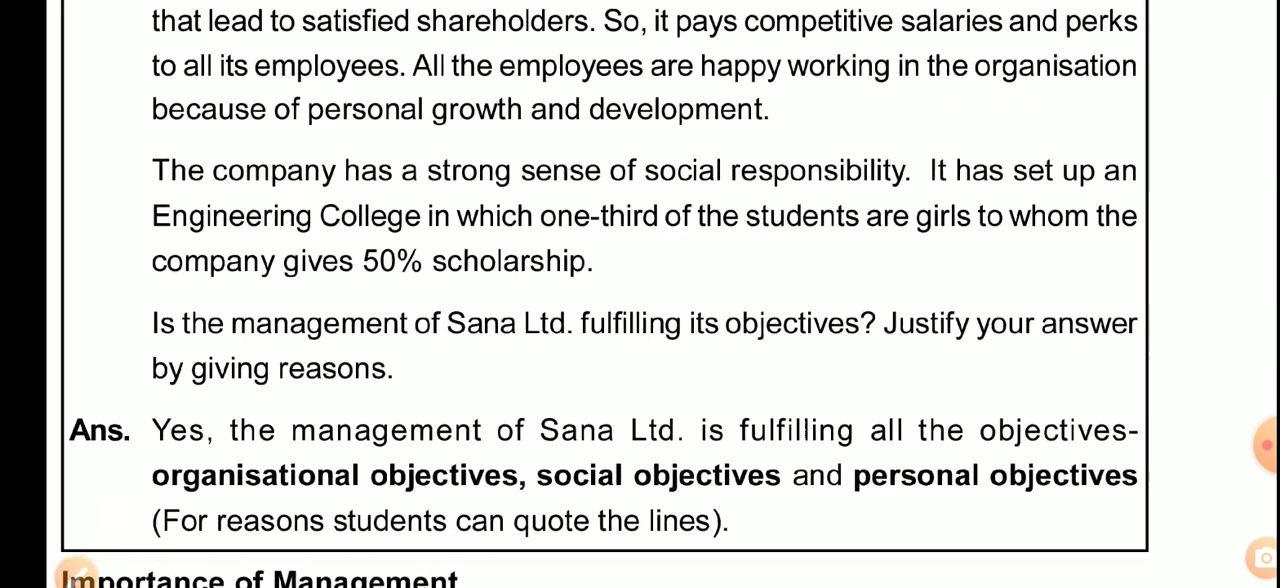 that lead to satisfied shareholders. So, it pays competitive salaries and perks
to all its employees. All the employees are happy working in the organisation
because of personal growth and development.
The company has a strong sense of social responsibility. It has set up an
Engineering College in which one-third of the students are girls to whom the
company gives 50% scholarship.
Is the management of Sana Ltd. fulfilling its objectives? Justify your answer
by giving reasons.
Ans. Yes, the management of Sana Ltd. is fulfilling all the objectives-
organisational objectives, social objectives and personal objectives
(For reasons students can quote the lines).
Importance of Management